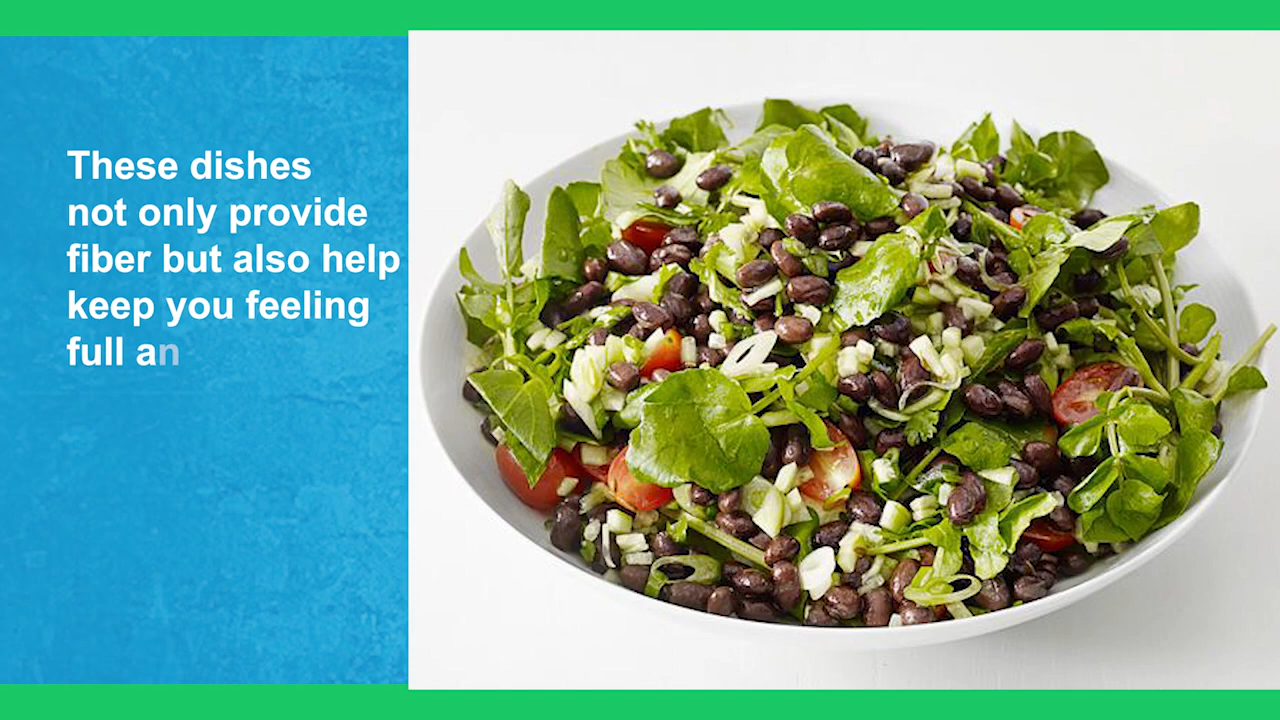 These dishes
not only provide
fiber but also help
keep you feeling
full an